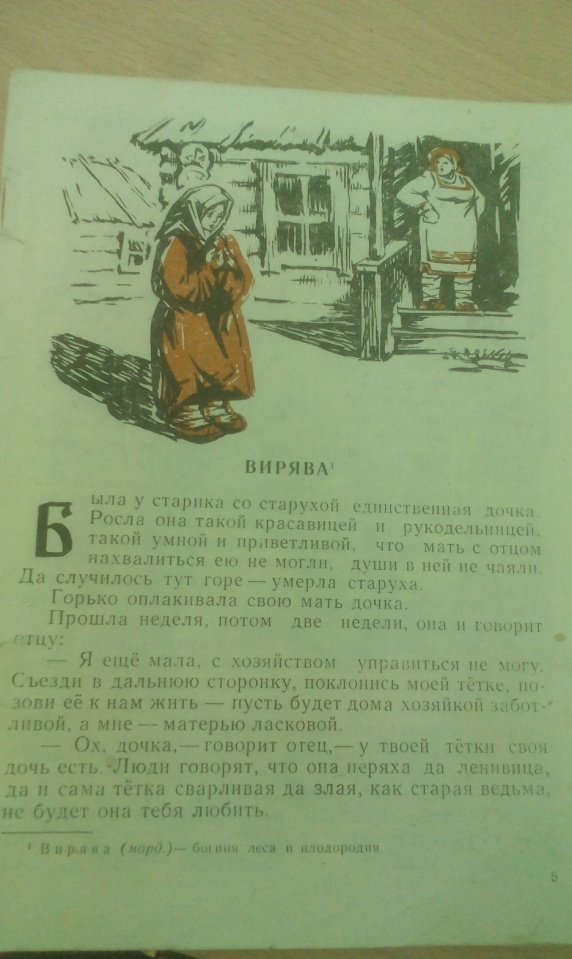 ВИРЯВА¹
Была у старика со старухой единственная дочка.
Росла она такой красавицей и рукодельницей,
такой умной и приветливой, что мать с отцом
нахвалиться ею не могли, души в ней не чаяли.
Да случилось тут горе — умерла старуха.
Горько оплакивала свою мать дочка.
Прошла неделя, потом две недели, она и говорит
отцу:
— Я ещё мала, с хозяйством управиться не могу.
Съезди в дальнюю сторонку, поклонись моей тётке, по-
зови её к нам жить — пусть будет дома хозяйкой забот-
ливой, а мне — матерью ласковой.
— Ох, дочка,— говорит отец,— у твоей тётки своя
дочь есть. Люди говорят, что она неряха да ленивица,
да и сама тётка сварливая да злая, как старая ведьма,
не будет она тебя любить.
¹ Вирява (морд.) — богиня леса и плодородия.
5